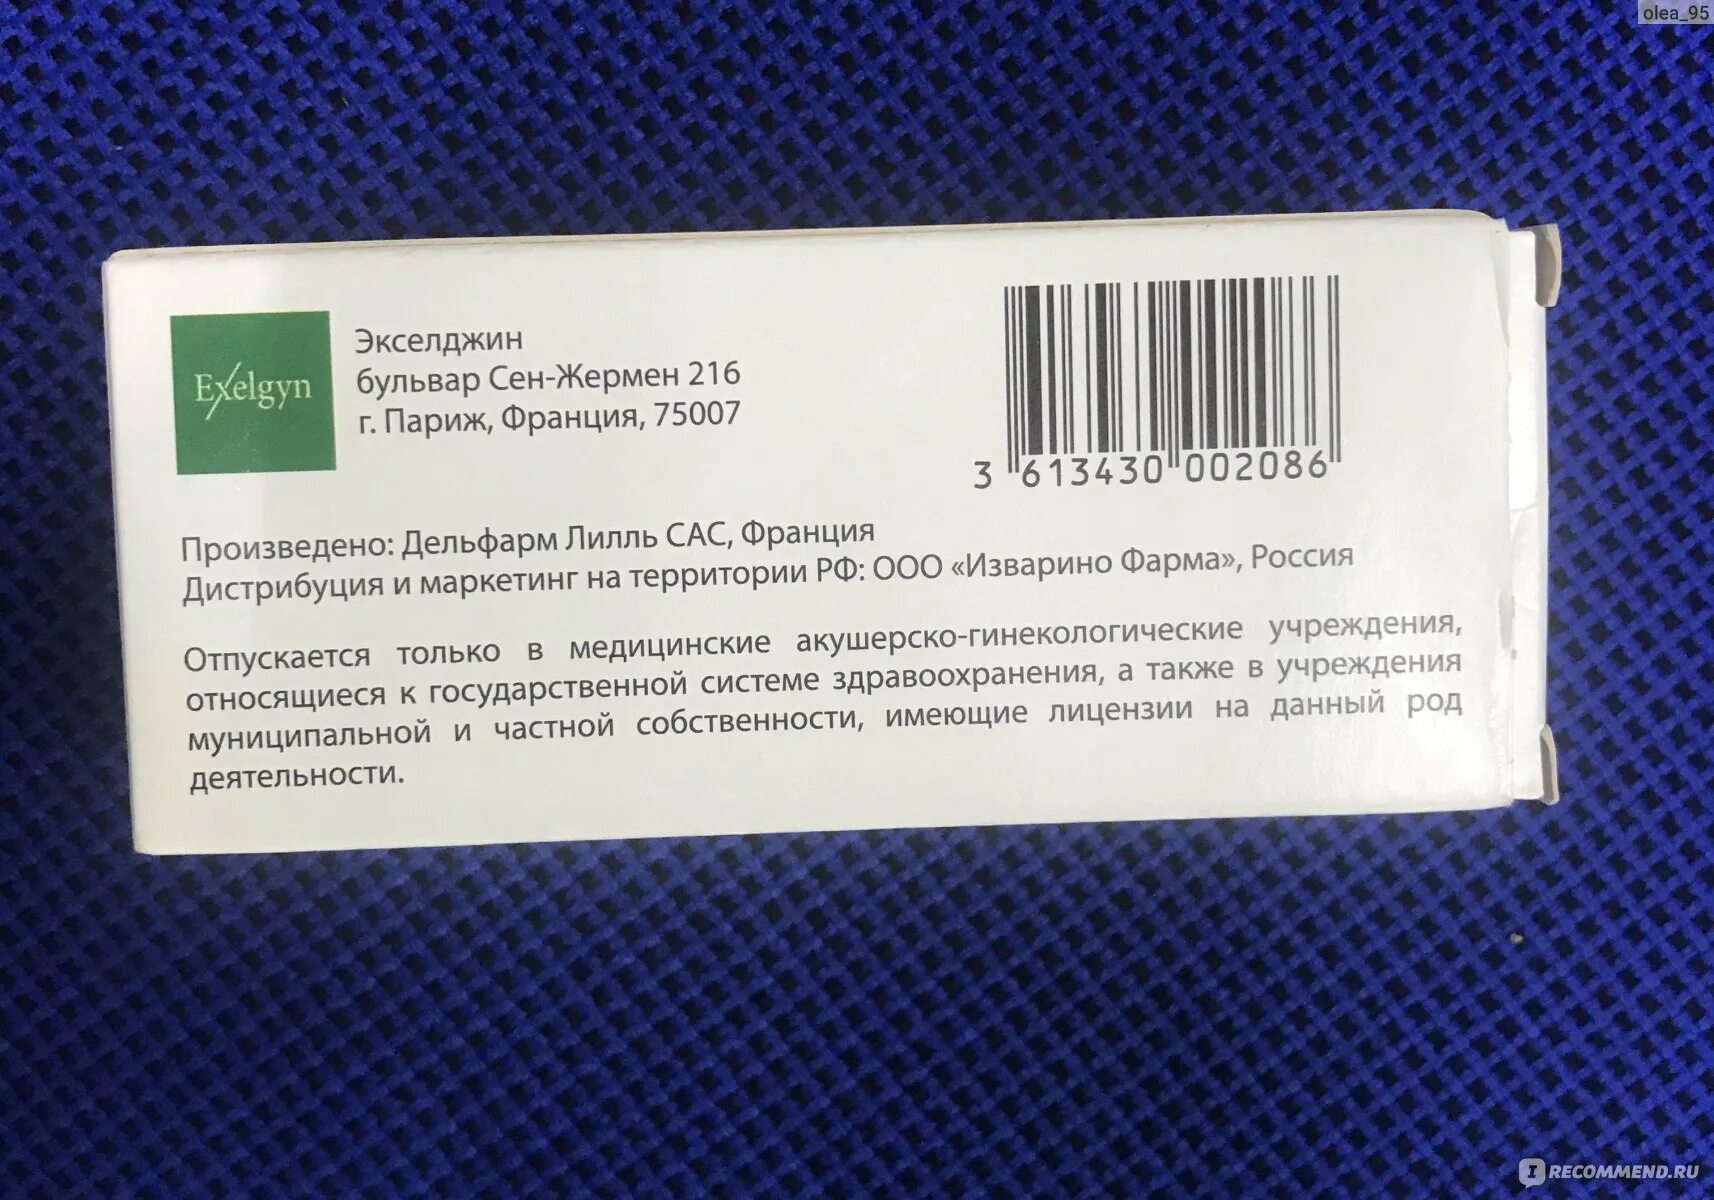 olea_95
Exelgyn
Экселджин
бульвар Сен-Жермен 216
г. Париж, Франция, 75007
3 613430 002086
Произведено: Дельфарм Лилль САС, Франция
Дистрибуция и маркетинг на территории РФ: ООО «Изварино Фарма», Россия
Отпускается только в медицинские акушерско-гинекологические учреждения,
относящиеся к государственной системе здравоохранения, а также в учреждения
муниципальной и частной собственности, имеющие лицензии на данный род
деятельности.
IRECOMMEND.RU